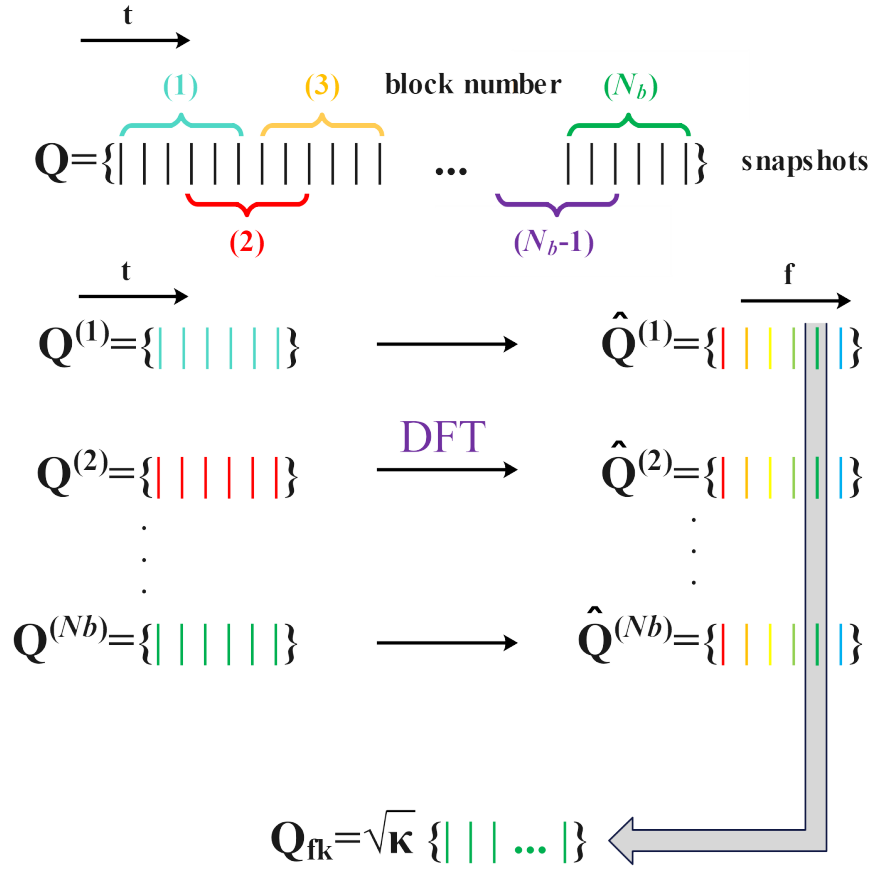 t
(1) (3) block number (N_b)
Q={| | | | | | | | | | | | ... | | | | | |} snapshots
(2) (N_b-1)
t f
Q^(1)={| | | | | |} Q̂^(1)={| | | | | |}
DFT
Q^(2)={| | | | | |} Q̂^(2)={| | | | | |}
Q^(Nb)={| | | | | |} Q̂^(Nb)={| | | | | |}
Q_fk=√κ {| | | ... |}